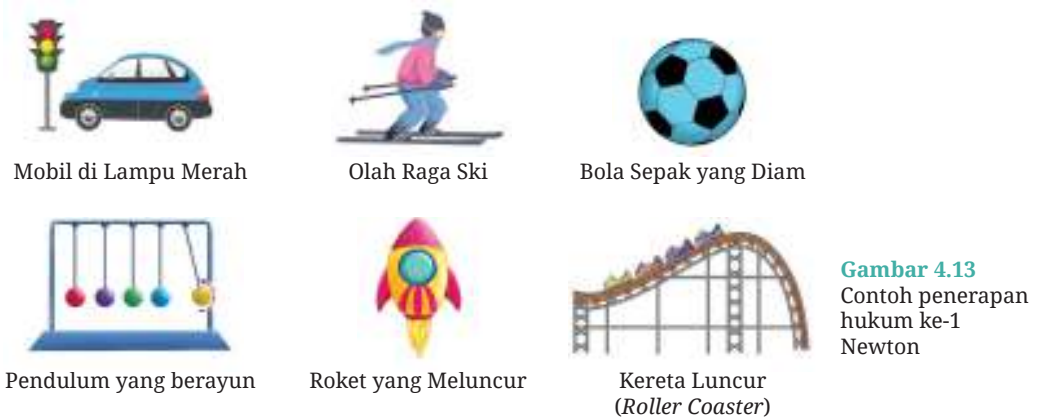 Mobil di Lampu Merah
Olah Raga Ski
Bola Sepak yang Diam
Pendulum yang berayun
Roket yang Meluncur
Kereta Luncur
(Roller Coaster)
Gambar 4.13
Contoh penerapan
hukum ke-1
Newton